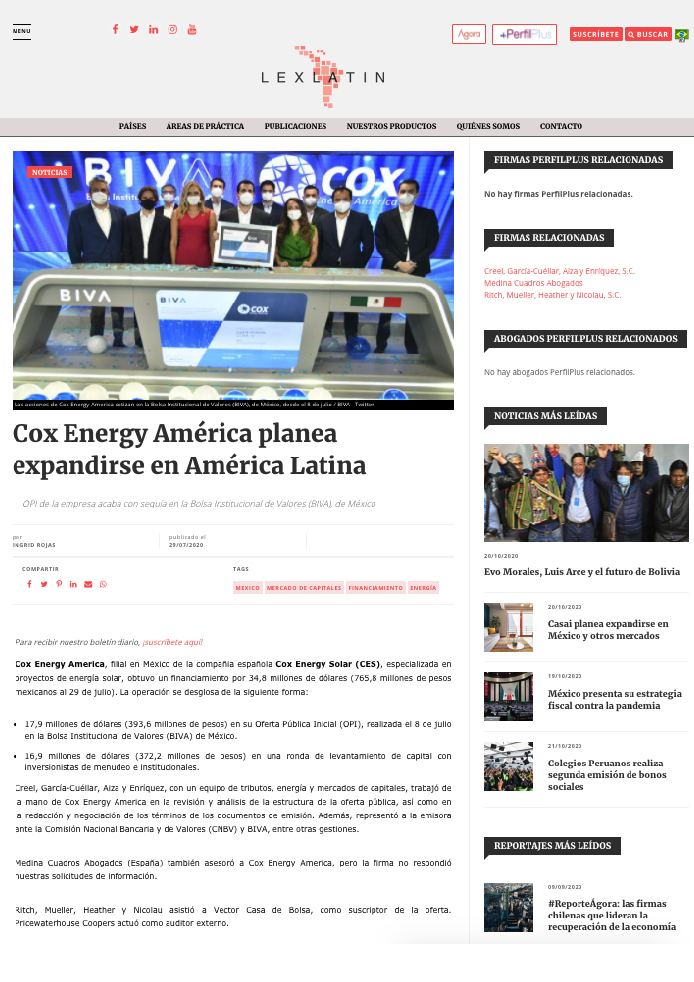 MENU
Ágora
+PerfilPlus
SUSCRÍBETE
BUSCAR
LEXLATIN
PAÍSES ÁREAS DE PRÁCTICA PUBLICACIONES NUESTROS PRODUCTOS QUIÉNES SOMOS CONTACTO
NOTICIAS
BIVA
COX
BIVA
COX
Las acciones de Cox Energy America cotizan en la Bolsa Institucional de Valores (BIVA), de México, desde el 8 de julio / BIVA - Twitter
Cox Energy América planea
expandirse en América Latina
OPI de la empresa acaba con sequía en la Bolsa Institucional de Valores (BIVA), de México
por
INGRID ROJAS
publicado el
29/07/2020
COMPARTIR
TAGS
MEXICO MERCADO DE CAPITALES FINANCIAMIENTO ENERGÍA
Para recibir nuestro boletín diario, ¡suscríbete aquí!
Cox Energy America, filial en México de la compañía española Cox Energy Solar (CES), especializada en
proyectos de energía solar, obtuvo un financiamiento por 34,8 millones de dólares (765,8 millones de pesos
mexicanos al 29 de julio). La operación se desglosa de la siguiente forma:
• 17,9 millones de dólares (393,6 millones de pesos) en su Oferta Pública Inicial (OPI), realizada el 8 de julio
en la Bolsa Instituciona de Valores (BIVA) de México.
• 16,9 millones de dólares (372,2 millones de pesos) en una ronda de levantamiento de capital con
inversionistas de menudeo e institucionales.
Creel, García-Cuéllar, Aiza y Enríquez, con un equipo de tributos, energía y mercados de capitales, trabajó de
la mano de Cox Energy America en la revisión y análisis de la estructura de la oferta pública, así como en
la redacción y negociación de los términos de los documentos de emisión. Además, representó a la emisora
ante la Comisión Nacional Bancaria y de Valores (CNBV) y BIVA, entre otras gestiones.
Medina Cuadros Abogados (España) también asesoró a Cox Energy America, pero la firma no respondió
nuestras solicitudes de información.
Ritch, Mueller, Heather y Nicolau asistió a Vector Casa de Bolsa, como suscriptor de la oferta.
Pricewaterhouse Coopers actuó como auditor externo.
FIRMAS PERFILPLUS RELACIONADAS
No hay firmas PerfilPlus relacionadas.
FIRMAS RELACIONADAS
Creel, García-Cuéllar, Aiza y Enríquez, S.C.
Medina Cuadros Abogados
Ritch, Mueller, Heather y Nicolau, S.C.
ABOGADOS PERFILPLUS RELACIONADOS
No hay abogados PerfilPlus relacionados.
NOTICIAS MÁS LEÍDAS
20/10/2020
Evo Morales, Luis Arce y el futuro de Bolivia
20/10/2023
Casai planea expandirse en
México y otros mercados
19/10/2023
México presenta su estrategia
fiscal contra la pandemia
21/10/2023
Colegios Peruanos realiza
segunda emisión de bonos
sociales
REPORTAJES MÁS LEÍDOS
09/09/2023
#ReporteÁgora: las firmas
chilenas que lideran la
recuperación de la economía